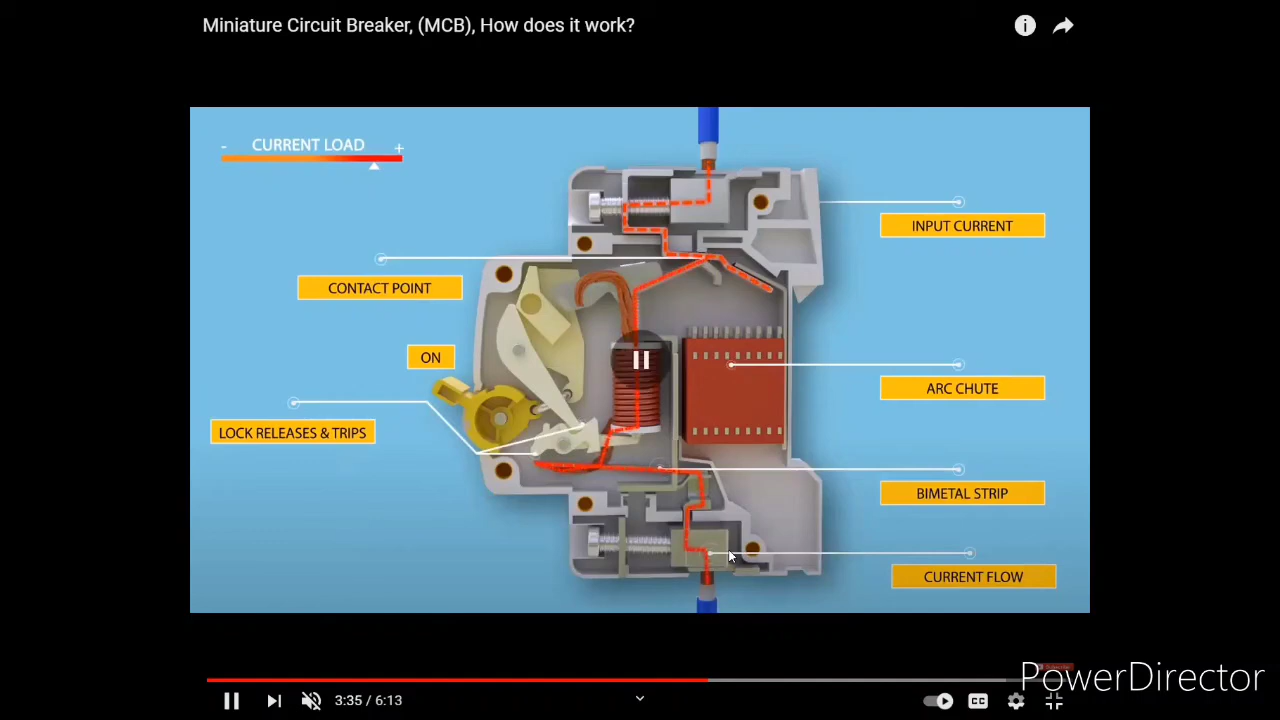 Miniature Circuit Breaker, (MCB), How does it work?
- CURRENT LOAD +
INPUT CURRENT
CONTACT POINT
ON
ARC CHUTE
LOCK RELEASES & TRIPS
BIMETAL STRIP
CURRENT FLOW
PowerDirector
3:35 / 6:13
CC